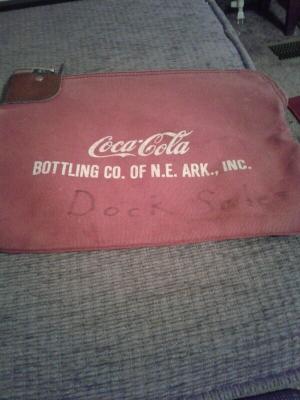 Coca-Cola
BOTTLING CO. OF N.E. ARK., INC.
Dock Sales